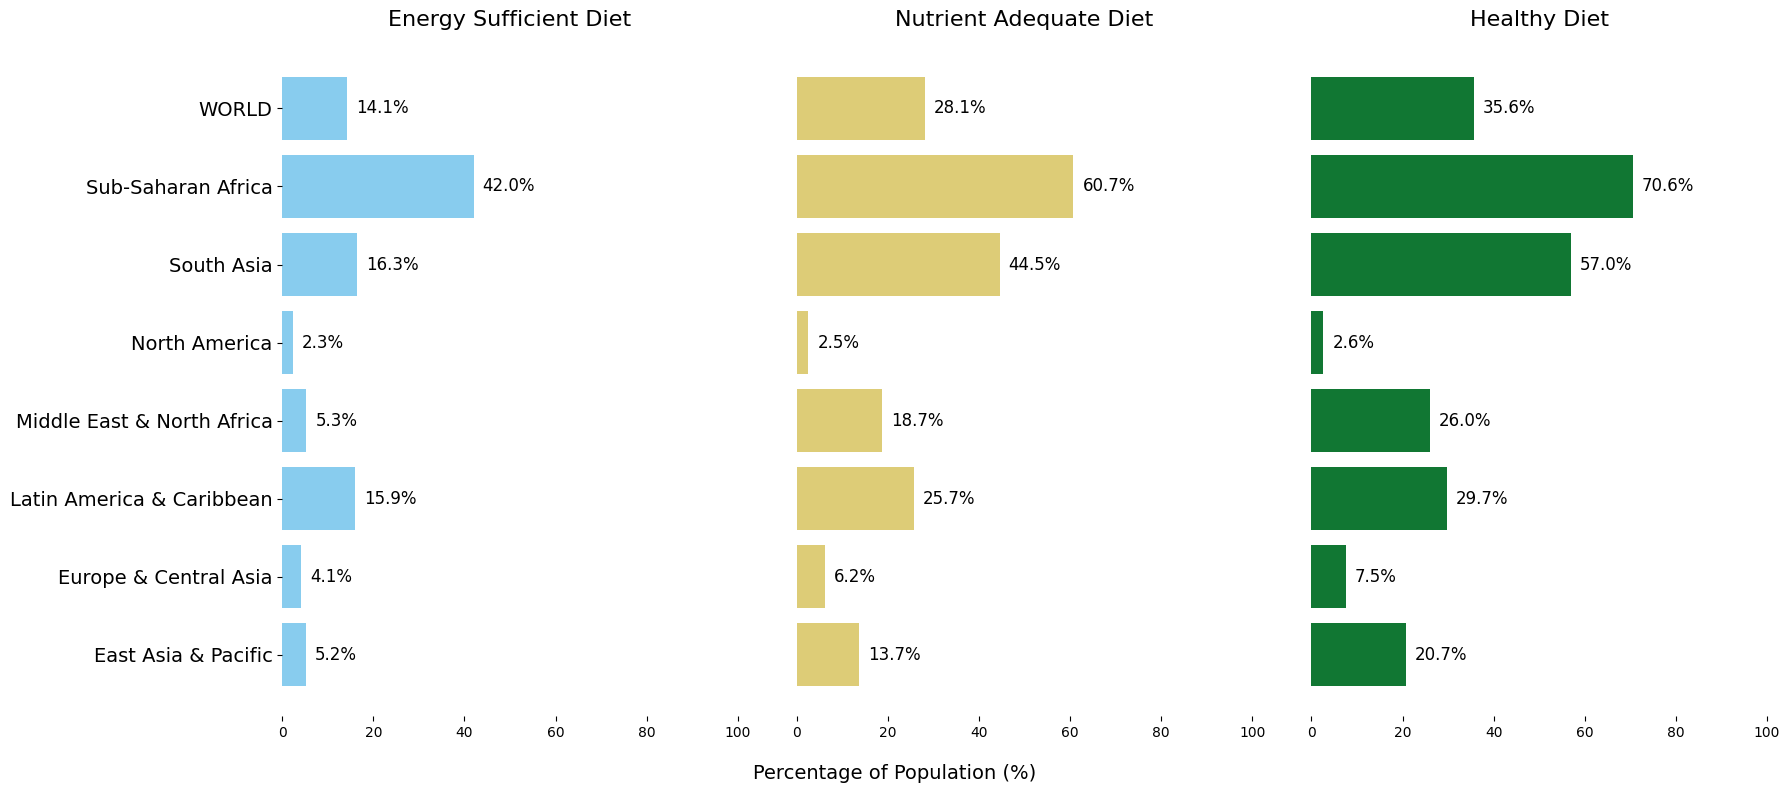 Energy Sufficient Diet
Nutrient Adequate Diet
Healthy Diet
WORLD 14.1% 28.1% 35.6%
Sub-Saharan Africa 42.0% 60.7% 70.6%
South Asia 16.3% 44.5% 57.0%
North America 2.3% 2.5% 2.6%
Middle East & North Africa 5.3% 18.7% 26.0%
Latin America & Caribbean 15.9% 25.7% 29.7%
Europe & Central Asia 4.1% 6.2% 7.5%
East Asia & Pacific 5.2% 13.7% 20.7%
0 20 40 60 80 100 0 20 40 60 80 100 0 20 40 60 80 100
Percentage of Population (%)